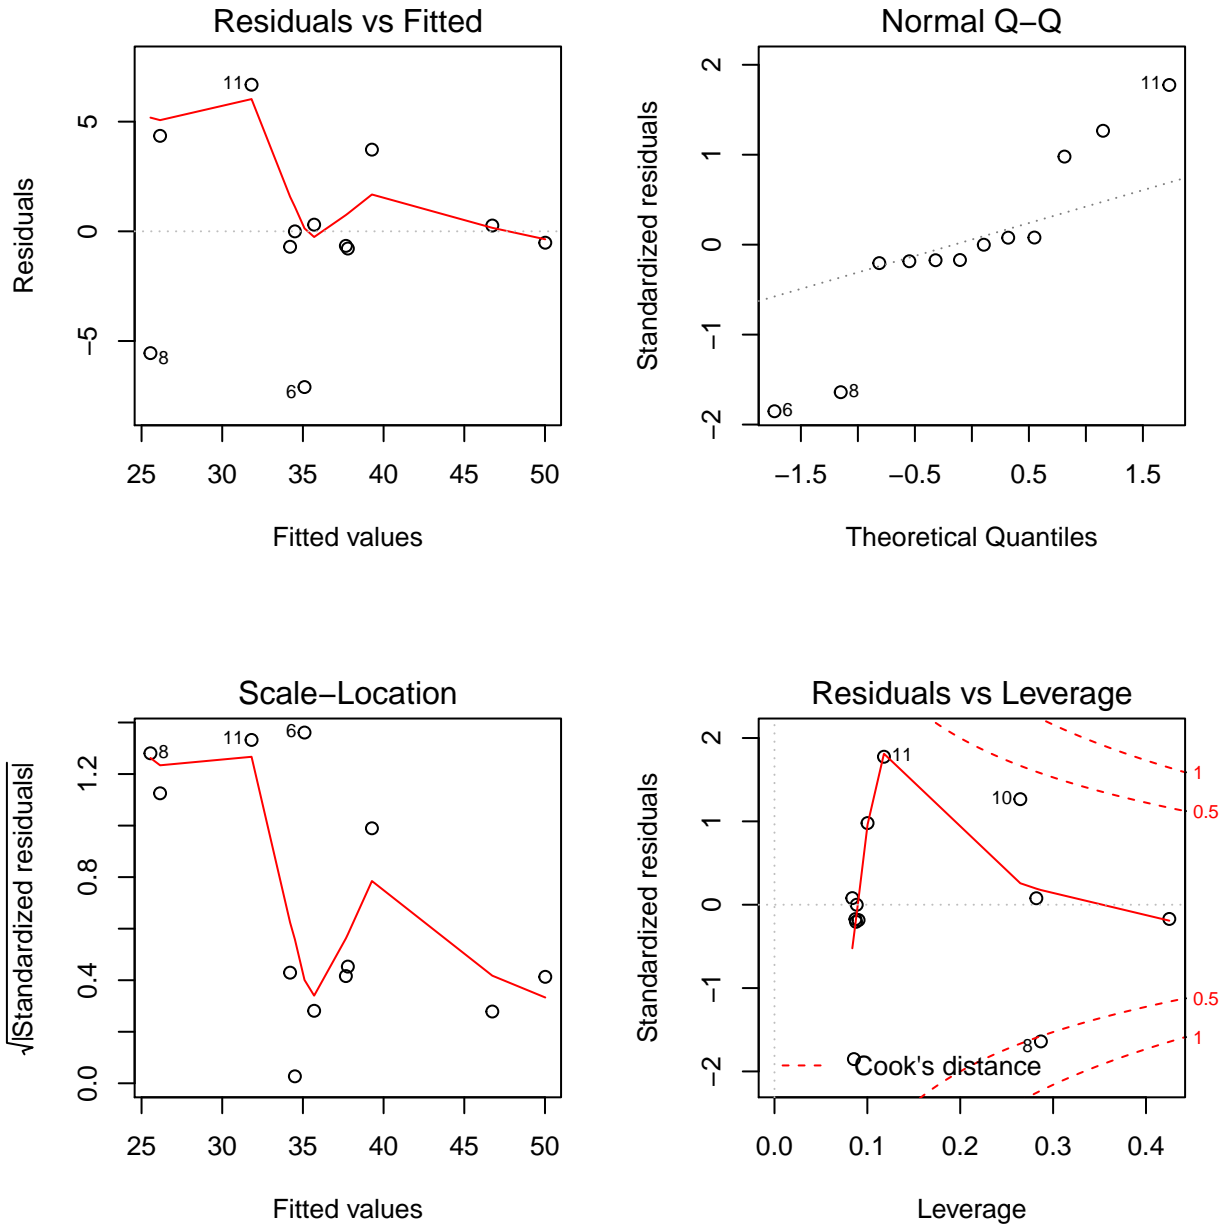 Residuals vs Fitted
Residuals
5
0
−5
11
8
6
25 30 35 40 45 50
Fitted values
Normal Q−Q
Standardized residuals
2
1
0
−1
−2
11
8
6
−1.5 −0.5 0.5 1.5
Theoretical Quantiles
Scale−Location
√|Standardized residuals|
1.2
0.8
0.4
0.0
8
11
6
25 30 35 40 45 50
Fitted values
Residuals vs Leverage
Standardized residuals
2
1
0
−1
−2
11
10
8
1
0.5
0.5
1
Cook's distance
0.0 0.1 0.2 0.3 0.4
Leverage